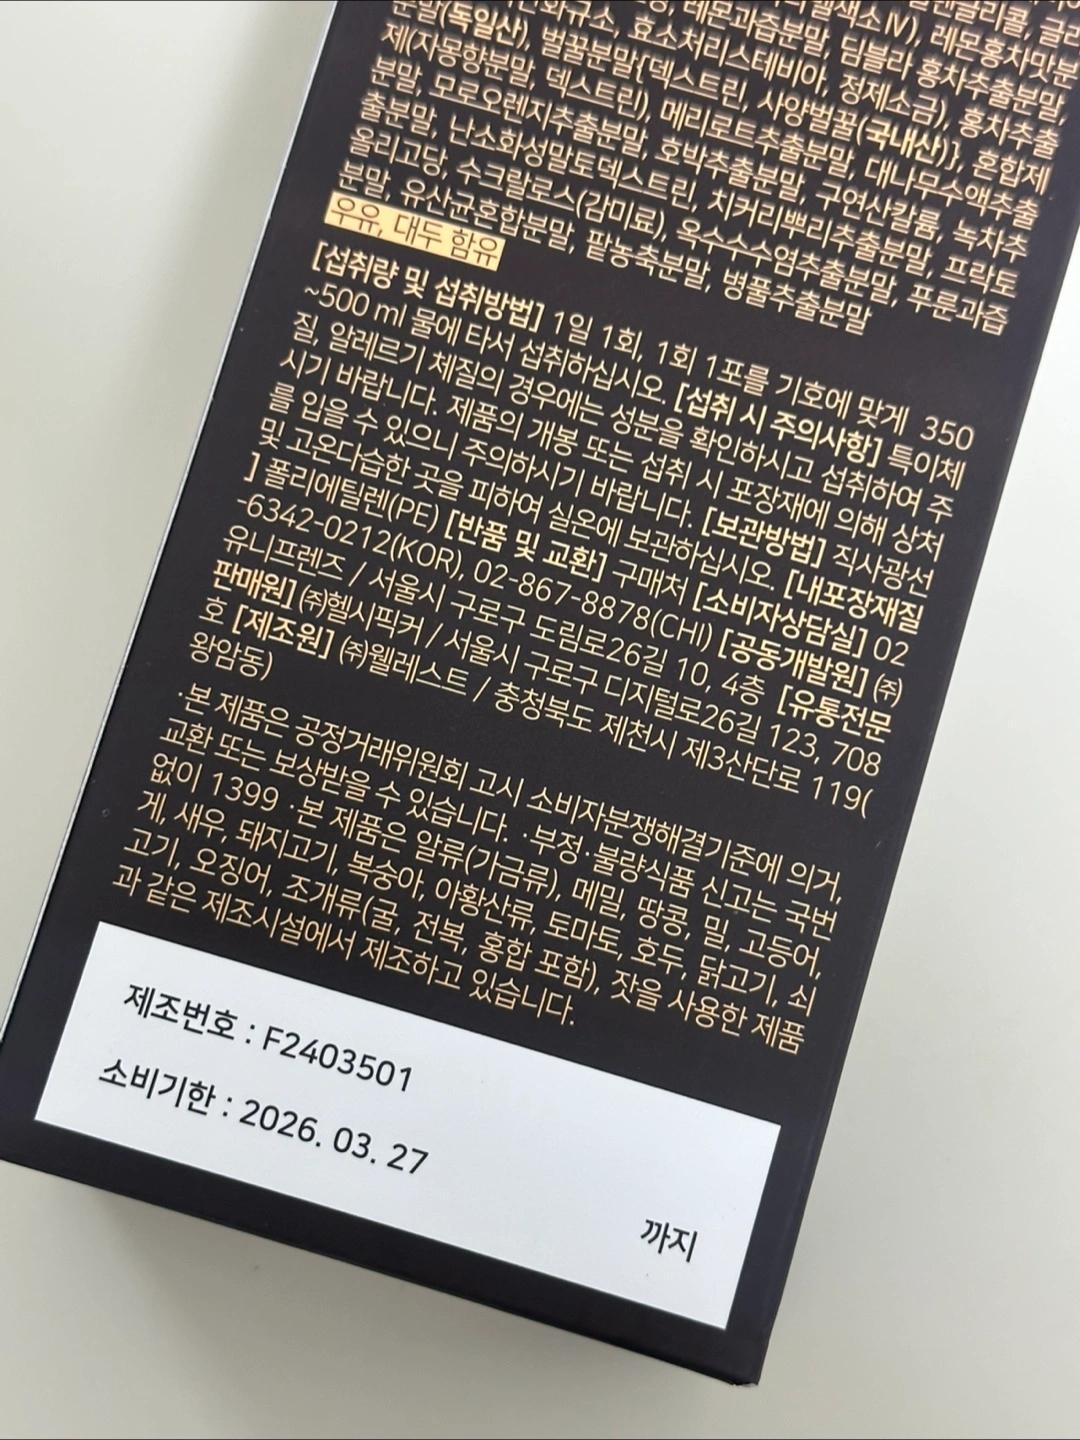 레몬홍차맛분
분말(독일산), 효소처리스테비아, 정제소금), 홍차추출분말,
제(자몽향분말, 덱스트린), 벌꿀분말{덱스트린, 사양벌꿀(국내산)}, 혼합제
분말, 모로오렌지추출분말, 메리로트추출분말, 대나무수액추출
출분말, 난소화성말토덱스트린, 호박추출분말, 구연산칼륨, 녹차추
올리고당, 수크랄로스(감미료), 치커리뿌리추출분말, 프락토
분말, 유산균혼합분말, 옥수수수염추출분말, 푸룬과즙
팥농축분말, 병풀추출분말
우유, 대두 함유
[섭취량 및 섭취방법] 1일 1회, 1회 1포를 기호에 맞게 350
~500 ml 물에 타서 섭취하십시오. [섭취 시 주의사항] 특이체
질, 알레르기 체질의 경우에는 성분을 확인하시고 섭취하여 주
시기 바랍니다. 제품의 개봉 또는 섭취 시 포장재에 의해 상처
를 입을 수 있으니 주의하시기 바랍니다. [보관방법] 직사광선
및 고온다습한 곳을 피하여 실온에 보관하십시오. [내포장재질
] 폴리에틸렌(PE) [반품 및 교환] 구매처 [소비자상담실] 02
-6342-0212(KOR), 02-867-8878(CHI) [공동개발원] ㈜
유니프렌즈 / 서울시 구로구 도림로26길 10, 4층 [유통전문
판매원] ㈜헬시픽커 / 서울시 구로구 디지털로26길 123, 708
호 [제조원] ㈜웰레스트 / 충청북도 제천시 제3산단로 119(
왕암동)
·본 제품은 공정거래위원회 고시 소비자분쟁해결기준에 의거,
교환 또는 보상받을 수 있습니다. ·부정·불량식품 신고는 국번
없이 1399 ·본 제품은 알류(가금류), 메밀, 땅콩, 밀, 고등어,
게, 새우, 돼지고기, 복숭아, 아황산류, 토마토, 호두, 닭고기, 쇠
고기, 오징어, 조개류(굴, 전복, 홍합 포함), 잣을 사용한 제품
과 같은 제조시설에서 제조하고 있습니다.
제조번호 : F2403501
소비기한 : 2026. 03. 27
까지